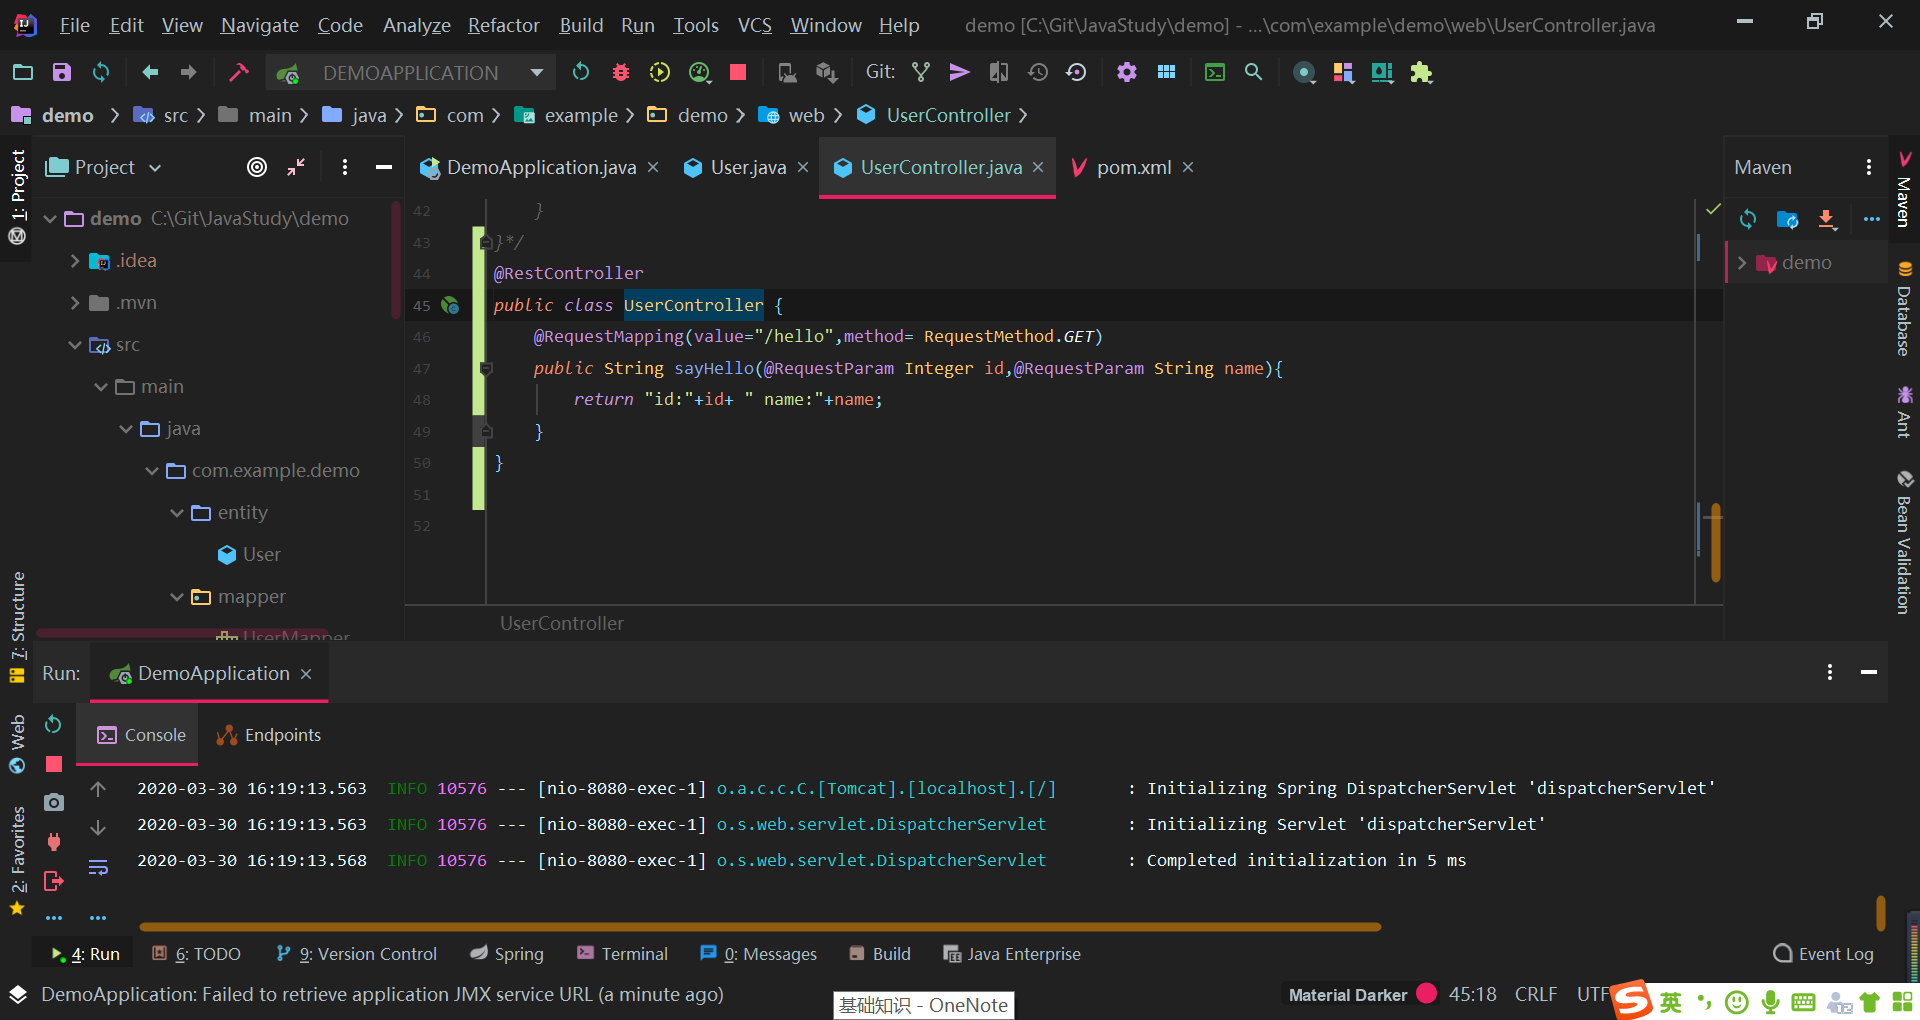 File Edit View Navigate Code Analyze Refactor Build Run Tools VCS Window Help demo [C:\Git\JavaStudy\demo] - ...\com\example\demo\web\UserController.java
DEMOAPPLICATION Git:
demo src main java com example demo web UserController
1: Project
Project
DemoApplication.java User.java UserController.java pom.xml
Maven
Maven
demo C:\Git\JavaStudy\demo
.idea
.mvn
src
main
java
com.example.demo
entity
User
mapper
UserMapper
42 }
43 }*/
44 @RestController
45 public class UserController {
46 @RequestMapping(value="/hello",method= RequestMethod.GET)
47 public String sayHello(@RequestParam Integer id,@RequestParam String name){
48 return "id:"+id+ " name:"+name;
49 }
50 }
51
52
UserController
demo
Database
Ant
Bean Validation
7: Structure
Web
2: Favorites
Run: DemoApplication
Console Endpoints
2020-03-30 16:19:13.563 INFO 10576 --- [nio-8080-exec-1] o.a.c.c.C.[Tomcat].[localhost].[/] : Initializing Spring DispatcherServlet 'dispatcherServlet'
2020-03-30 16:19:13.563 INFO 10576 --- [nio-8080-exec-1] o.s.web.servlet.DispatcherServlet : Initializing Servlet 'dispatcherServlet'
2020-03-30 16:19:13.568 INFO 10576 --- [nio-8080-exec-1] o.s.web.servlet.DispatcherServlet : Completed initialization in 5 ms
4: Run 6: TODO 9: Version Control Spring Terminal 0: Messages Build Java Enterprise Event Log
DemoApplication: Failed to retrieve application JMX service URL (a minute ago) Material Darker 45:18 CRLF UTF
基础知识 - OneNote
英